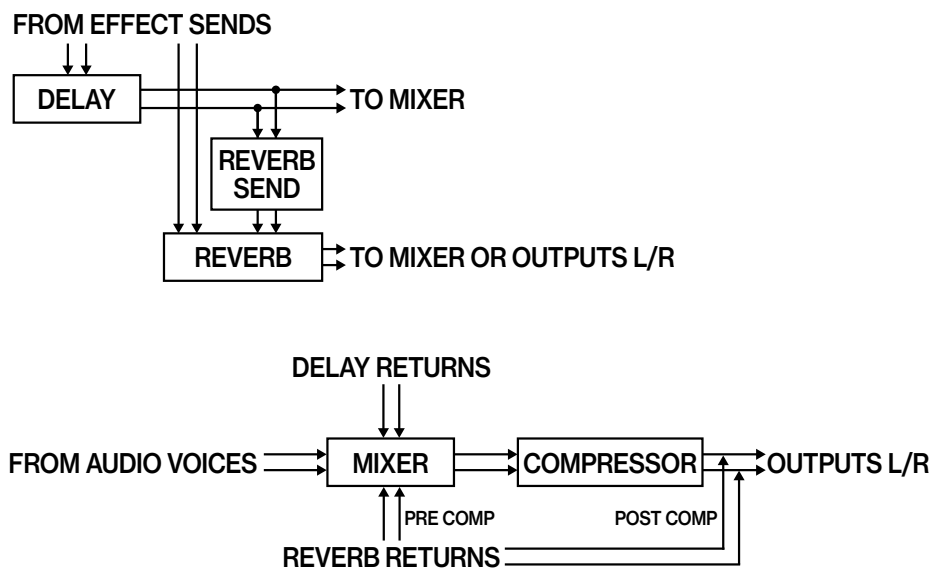 FROM EFFECT SENDS
DELAY
TO MIXER
REVERB
SEND
REVERB
TO MIXER OR OUTPUTS L/R
DELAY RETURNS
FROM AUDIO VOICES
MIXER
COMPRESSOR
OUTPUTS L/R
PRE COMP
POST COMP
REVERB RETURNS